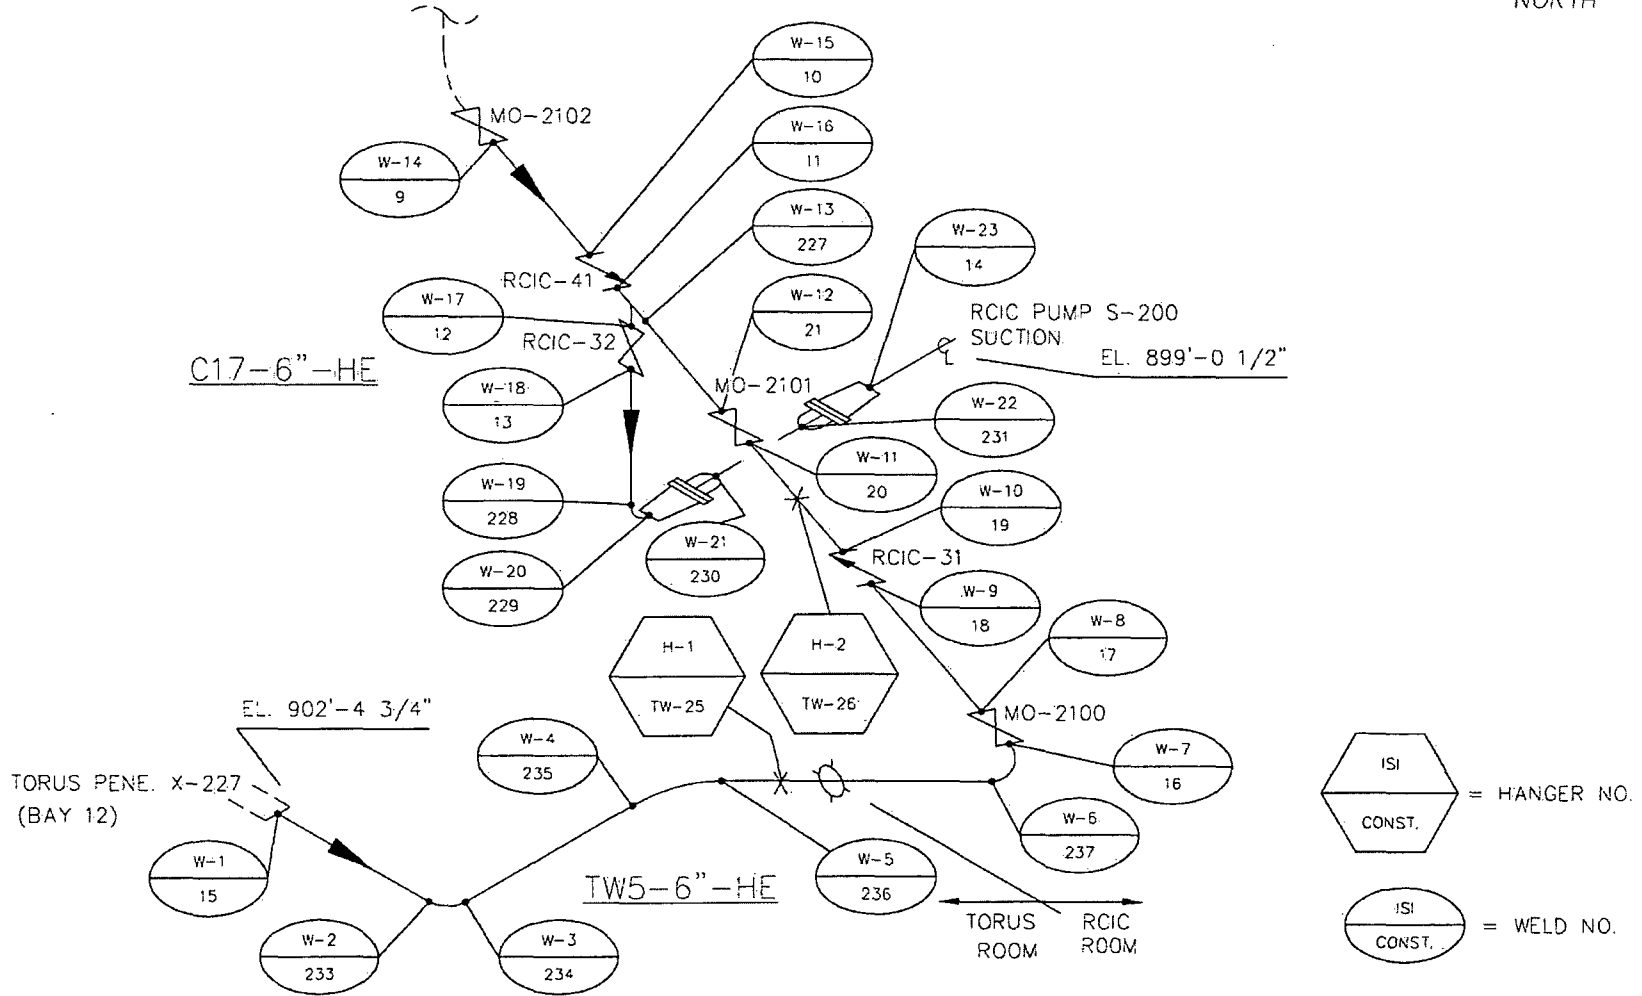 NORTH
W-15
10
MO-2102
W-16
11
W-14
9
W-13
227
W-23
14
RCIC-41
W-17
12
W-12
21
RCIC PUMP S-200
SUCTION
RCIC-32
℄
EL. 899'-0 1/2"
C17-6"-HE
W-18
13
MO-2101
W-22
231
W-11
20
W-19
228
W-10
19
W-21
230
RCIC-31
W-20
229
W-9
18
H-1
TW-25
H-2
TW-26
W-8
17
EL. 902'-4 3/4"
MO-2100
W-4
235
W-7
16
TORUS PENE. X-227
(BAY 12)
ISI
CONST.
= HANGER NO.
W-6
237
W-1
15
W-5
236
TW5-6"-HE
TORUS
ROOM
RCIC
ROOM
W-2
233
W-3
234
ISI
CONST.
= WELD NO.